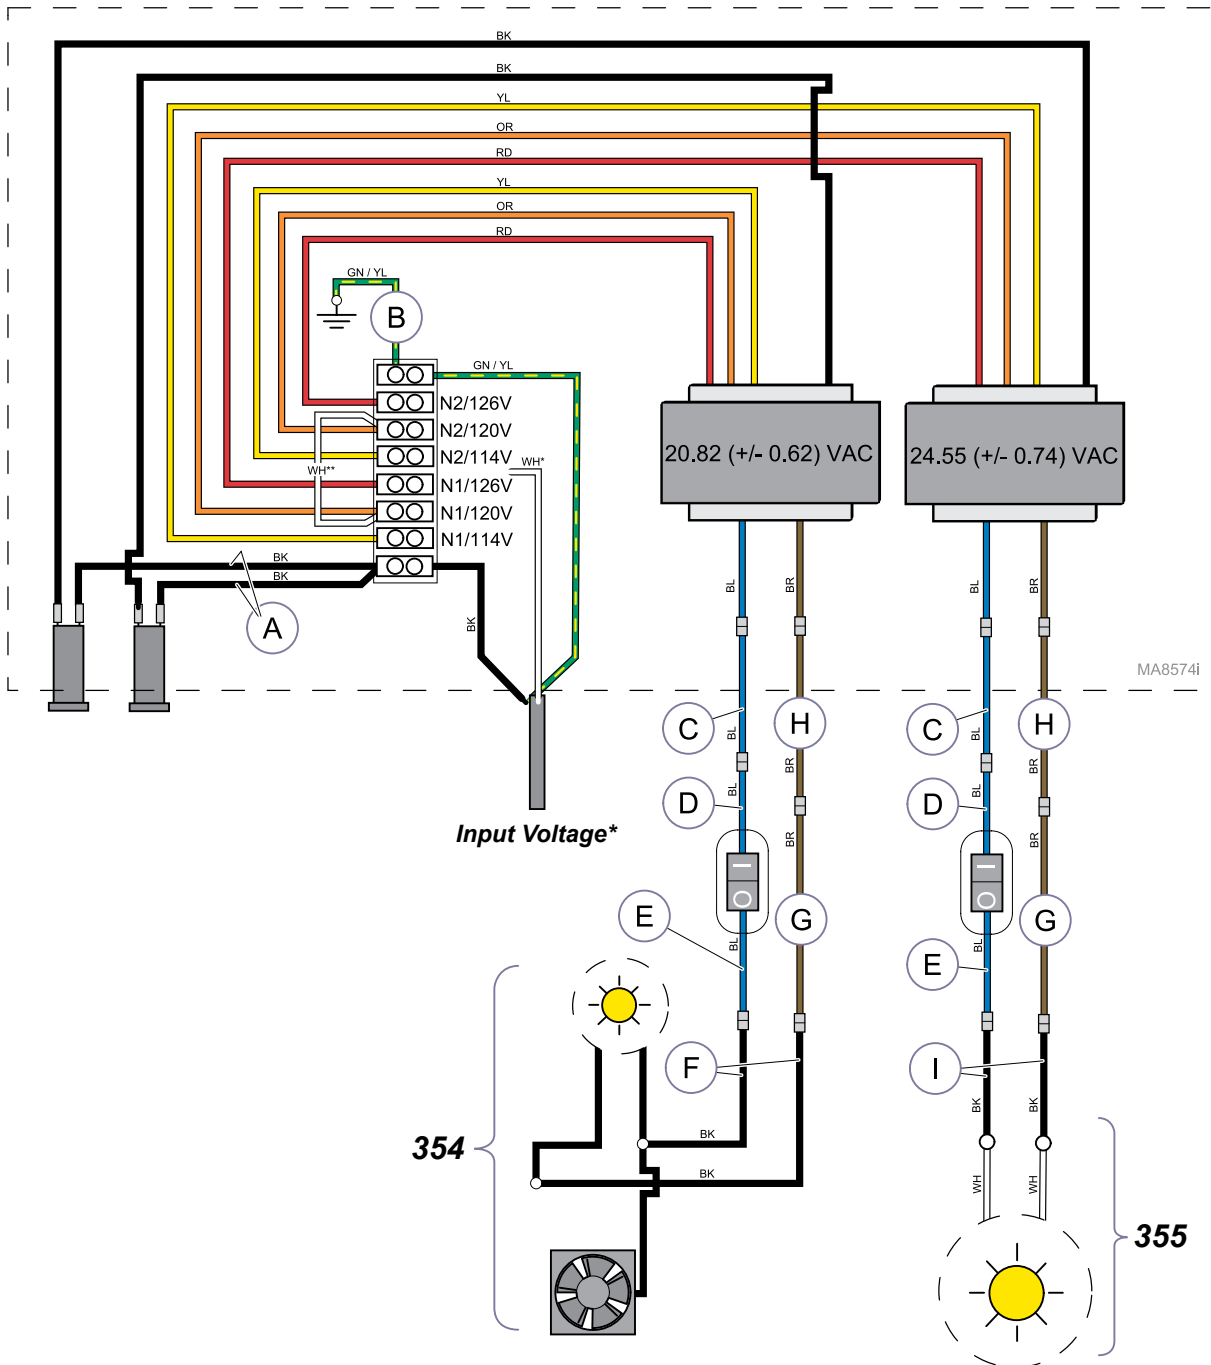 BK
BK
YL
OR
RD
YL
OR
RD
GN / YL
B
GN / YL
N2/126V
N2/120V
N2/114V
WH**
WH*
N1/126V
N1/120V
N1/114V
20.82 (+/- 0.62) VAC
24.55 (+/- 0.74) VAC
BK
BK
A
BK
BL
BR
BL
BR
MA8574i
C
BL
H
C
BL
H
BL
BR
BL
BR
D
D
Input Voltage*
BR
BR
I
O
I
O
E
BL
G
E
BL
G
F
I
BK
BK
354
BK
BK
WH
WH
355